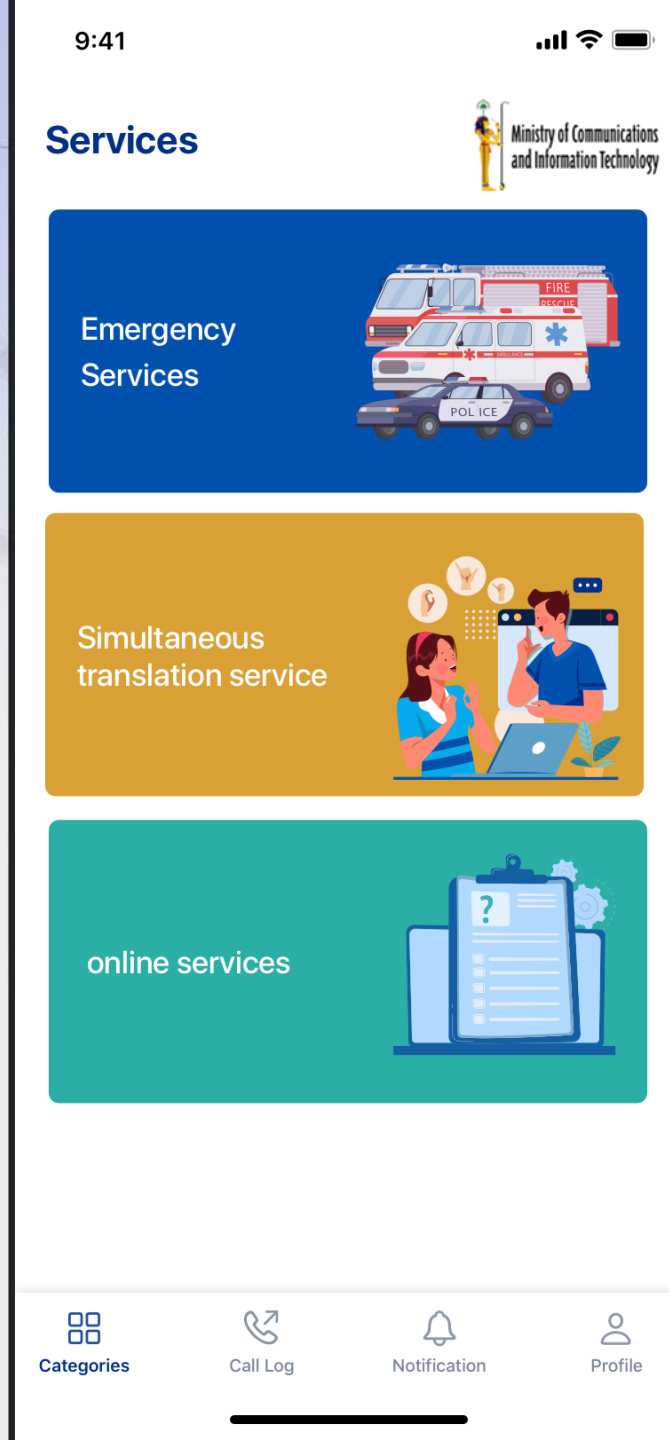 9:41
Services
Ministry of Communications
and Information Technology
Emergency
Services
FIRE
RESCUE
AMBULANCE
POL ICE
Simultaneous
translation service
?
online services
Categories
Call Log
Notification
Profile